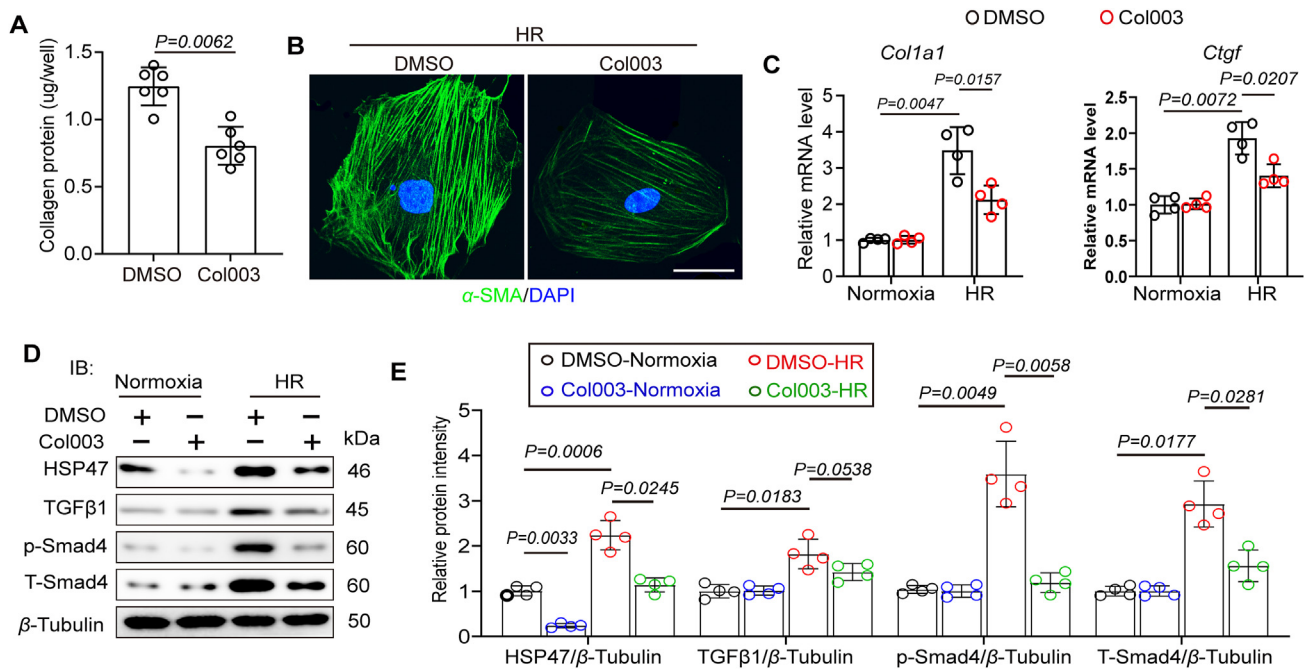 A
P=0.0062
Collagen protein (ug/well)
1.5
1.0
0.5
0.0
DMSO
Col003
B
HR
DMSO
Col003
α-SMA/DAPI
DMSO
Col003
C
Col1a1
P=0.0157
P=0.0047
Relative mRNA level
5
4
3
2
1
0
Normoxia
HR
Ctgf
P=0.0207
P=0.0072
Relative mRNA level
2.5
2.0
1.5
1.0
0.5
0.0
Normoxia
HR
D
IB:
Normoxia
HR
DMSO + − + −
Col003 − + − + kDa
HSP47 46
TGFβ1 45
p-Smad4 60
T-Smad4 60
β-Tubulin 50
E
DMSO-Normoxia
DMSO-HR
Col003-Normoxia
Col003-HR
Relative protein intensity
5
4
3
2
1
0
P=0.0006
P=0.0033
P=0.0245
P=0.0183
P=0.0538
P=0.0049
P=0.0058
P=0.0177
P=0.0281
HSP47/β-Tubulin
TGFβ1/β-Tubulin
p-Smad4/β-Tubulin
T-Smad4/β-Tubulin